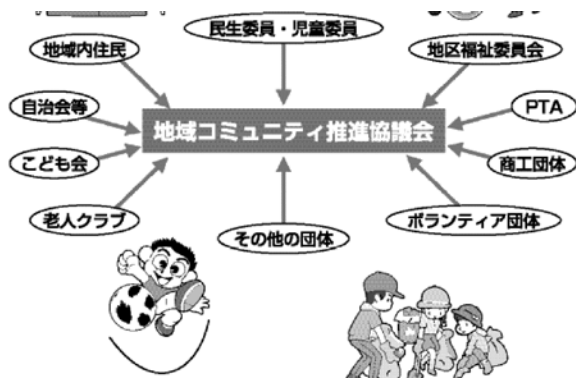 民生委員・児童委員
地域内住民
地区福祉委員会
自治会等
地域コミュニティ推進協議会
PTA
こども会
商工団体
老人クラブ
その他の団体
ボランティア団体